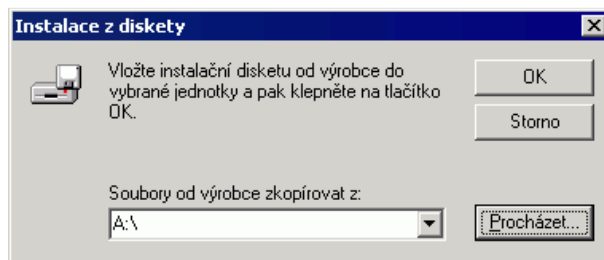 Instalace z diskety
Vložte instalační disketu od výrobce do
vybrané jednotky a pak klepněte na tlačítko
OK.
OK
Storno
Soubory od výrobce zkopírovat z:
A:\
Procházet...